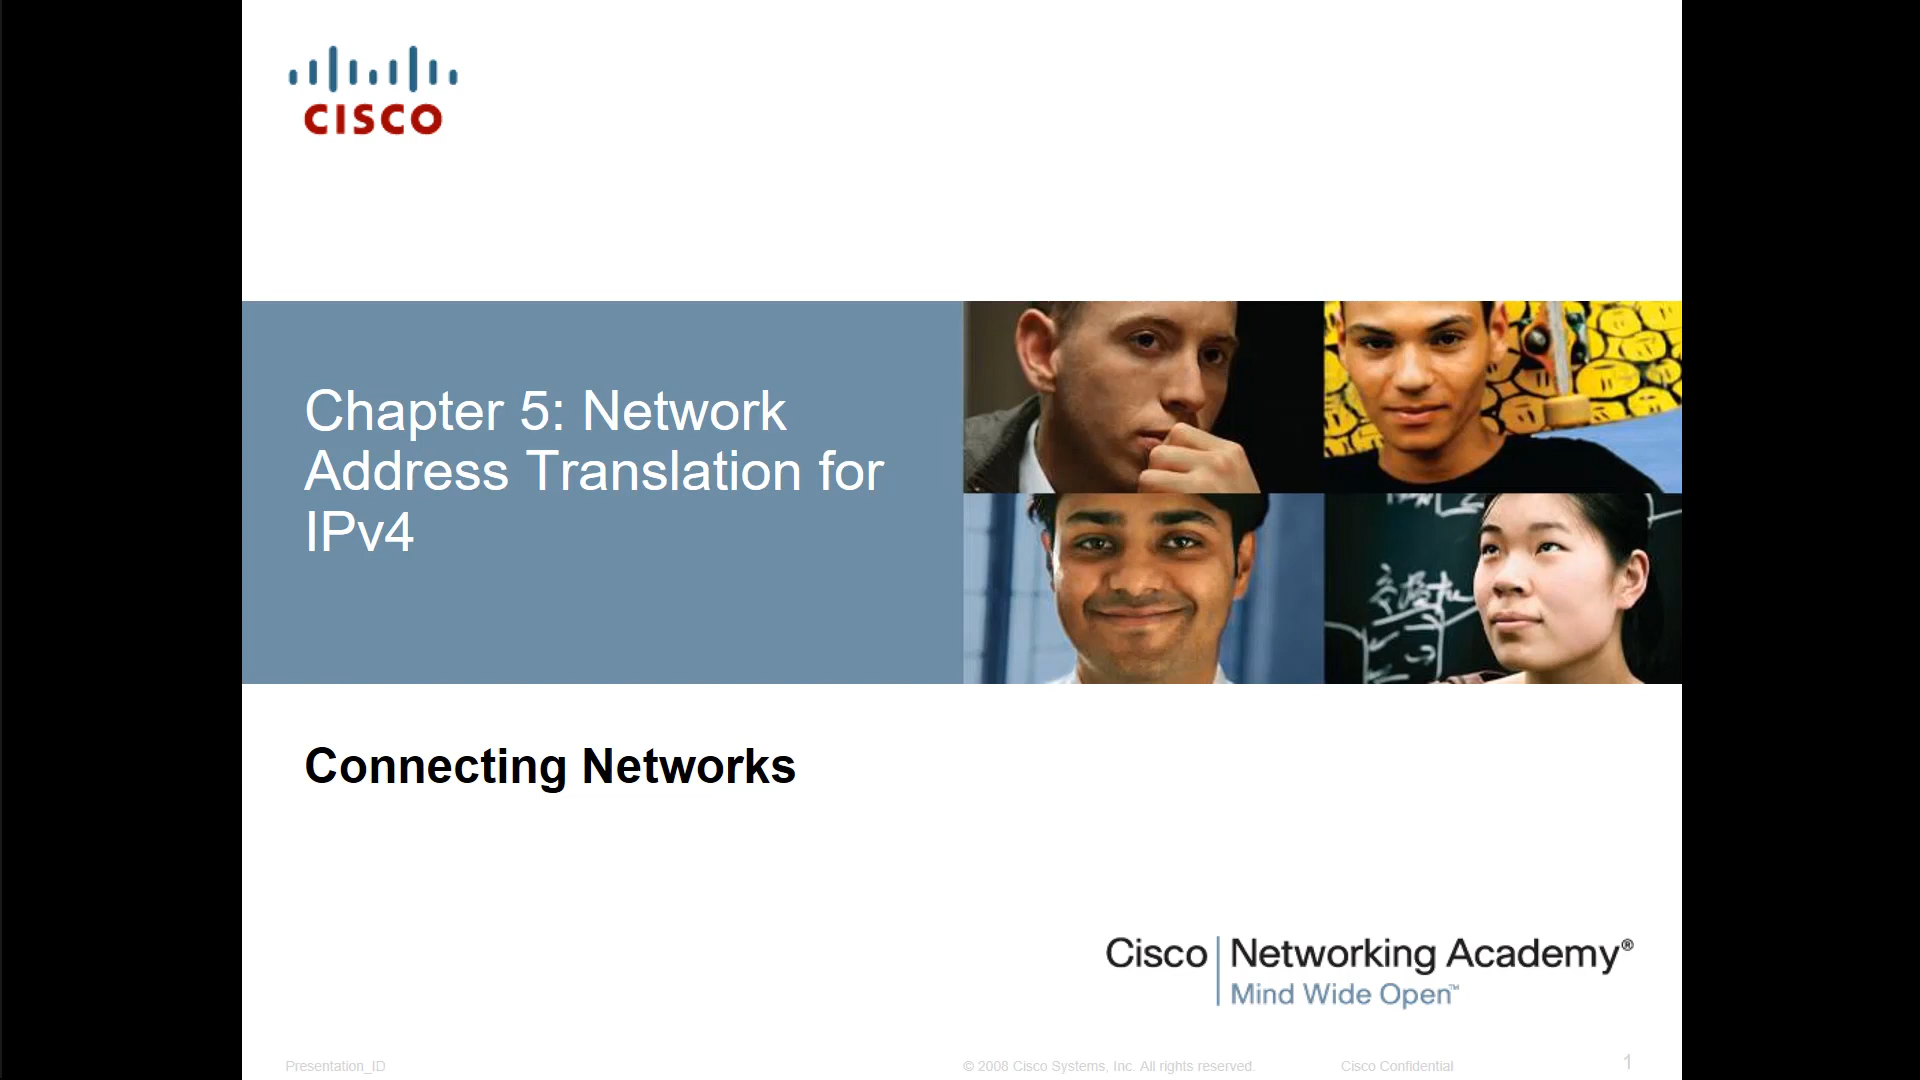 CISCO
Chapter 5: Network
Address Translation for
IPv4
Connecting Networks
Cisco Networking Academy®
Mind Wide Open™
Presentation_ID © 2008 Cisco Systems, Inc. All rights reserved. Cisco Confidential 1